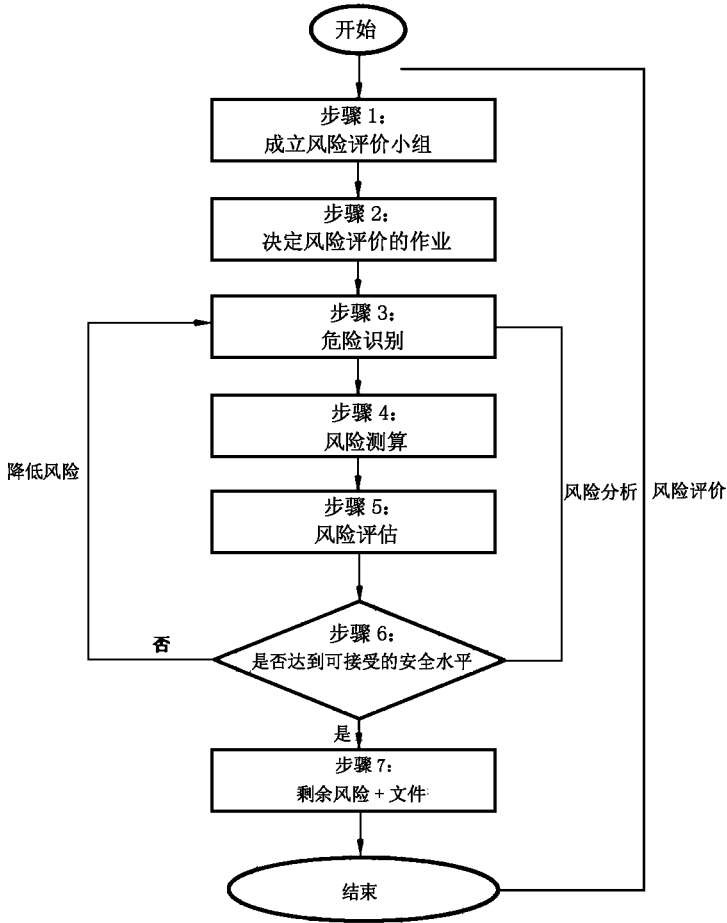 开始
步骤 1：
成立风险评价小组
步骤 2：
决定风险评价的作业
步骤 3：
危险识别
步骤 4：
风险测算
降低风险
风险分析
风险评价
步骤 5：
风险评估
步骤 6：
是否达到可接受的安全水平
否
是
步骤 7：
剩余风险 + 文件
结束